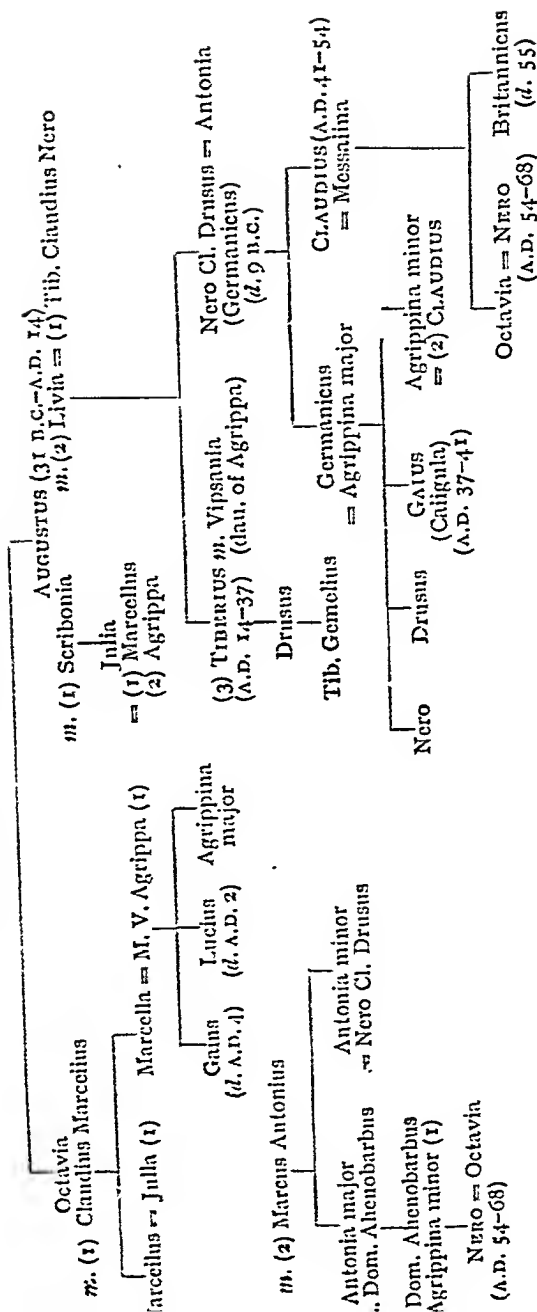 Octavia
m. (1) Claudius Marcellus
Marcellus = Julia (1)
Marcella = M. V. Agrippa (1)
Gaius
(d. A.D. 4)
Lucius
(d. A.D. 2)
Agrippina
major
m. (2) Marcus Antonius
Antonia major
Dom. Ahenobarbus
Antonia minor
= Nero Cl. Drusus
Dom. Ahenobarbus
Agrippina minor (1)
NERO = Octavia
(A.D. 54-68)
AUGUSTUS (31 B.C.-A.D. 14)
m. (1) Scribonia
m. (2) Livia = (1) Tib. Claudius Nero
Julia
= (1) Marcellus
(2) Agrippa
(3) TIBERIUS m. Vipsania
(A.D. 14-37) (dau. of Agrippa)
Nero Cl. Drusus = Antonia
(Germanicus)
(d. 9 B.C.)
Drusus
Tib. Gemellus
Germanicus
= Agrippina major
CLAUDIUS (A.D. 41-54)
= Messalina
Nero
Drusus
GAIUS
(Caligula)
(A.D. 37-41)
Agrippina minor
= (2) CLAUDIUS
Octavia = NERO
(A.D. 54-68)
Britannicus
(d. 55)